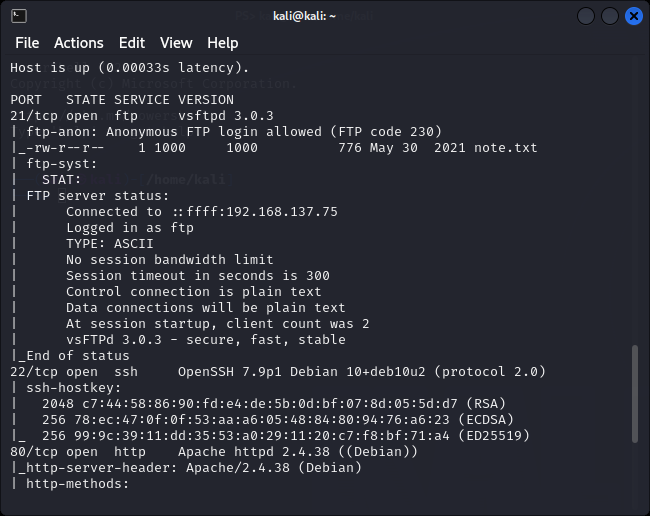 kali@kali: ~
File Actions Edit View Help
Host is up (0.00033s latency).
Copyright (c) Microsoft Corporation.
PORT   STATE SERVICE VERSION
21/tcp open  ftp     vsftpd 3.0.3
| ftp-anon: Anonymous FTP login allowed (FTP code 230)
|_-rw-r--r--    1 1000     1000          776 May 30  2021 note.txt
| ftp-syst:
|   STAT:
/home/kali
| FTP server status:
|      Connected to ::ffff:192.168.137.75
|      Logged in as ftp
|      TYPE: ASCII
|      No session bandwidth limit
|      Session timeout in seconds is 300
|      Control connection is plain text
|      Data connections will be plain text
|      At session startup, client count was 2
|      vsFTPd 3.0.3 - secure, fast, stable
|_End of status
22/tcp open  ssh     OpenSSH 7.9p1 Debian 10+deb10u2 (protocol 2.0)
| ssh-hostkey:
|   2048 c7:44:58:86:90:fd:e4:de:5b:0d:bf:07:8d:05:5d:d7 (RSA)
|   256 78:ec:47:0f:0f:53:aa:a6:05:48:84:80:94:76:a6:23 (ECDSA)
|_  256 99:9c:39:11:dd:35:53:a0:29:11:20:c7:f8:bf:71:a4 (ED25519)
80/tcp open  http    Apache httpd 2.4.38 ((Debian))
|_http-server-header: Apache/2.4.38 (Debian)
| http-methods: